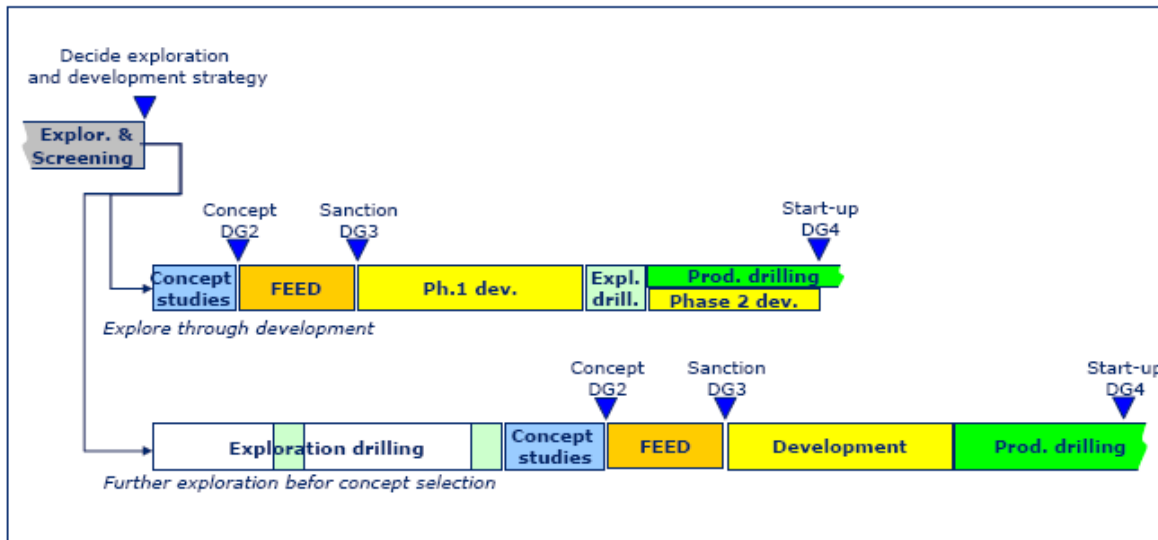 Decide exploration
and development strategy
Explor. &
Screening
Concept
DG2
Sanction
DG3
Start-up
DG4
Concept
studies
FEED
Ph.1 dev.
Expl.
drill.
Prod. drilling
Phase 2 dev.
Explore through development
Concept
DG2
Sanction
DG3
Start-up
DG4
Exploration drilling
Concept
studies
FEED
Development
Prod. drilling
Further exploration befor concept selection